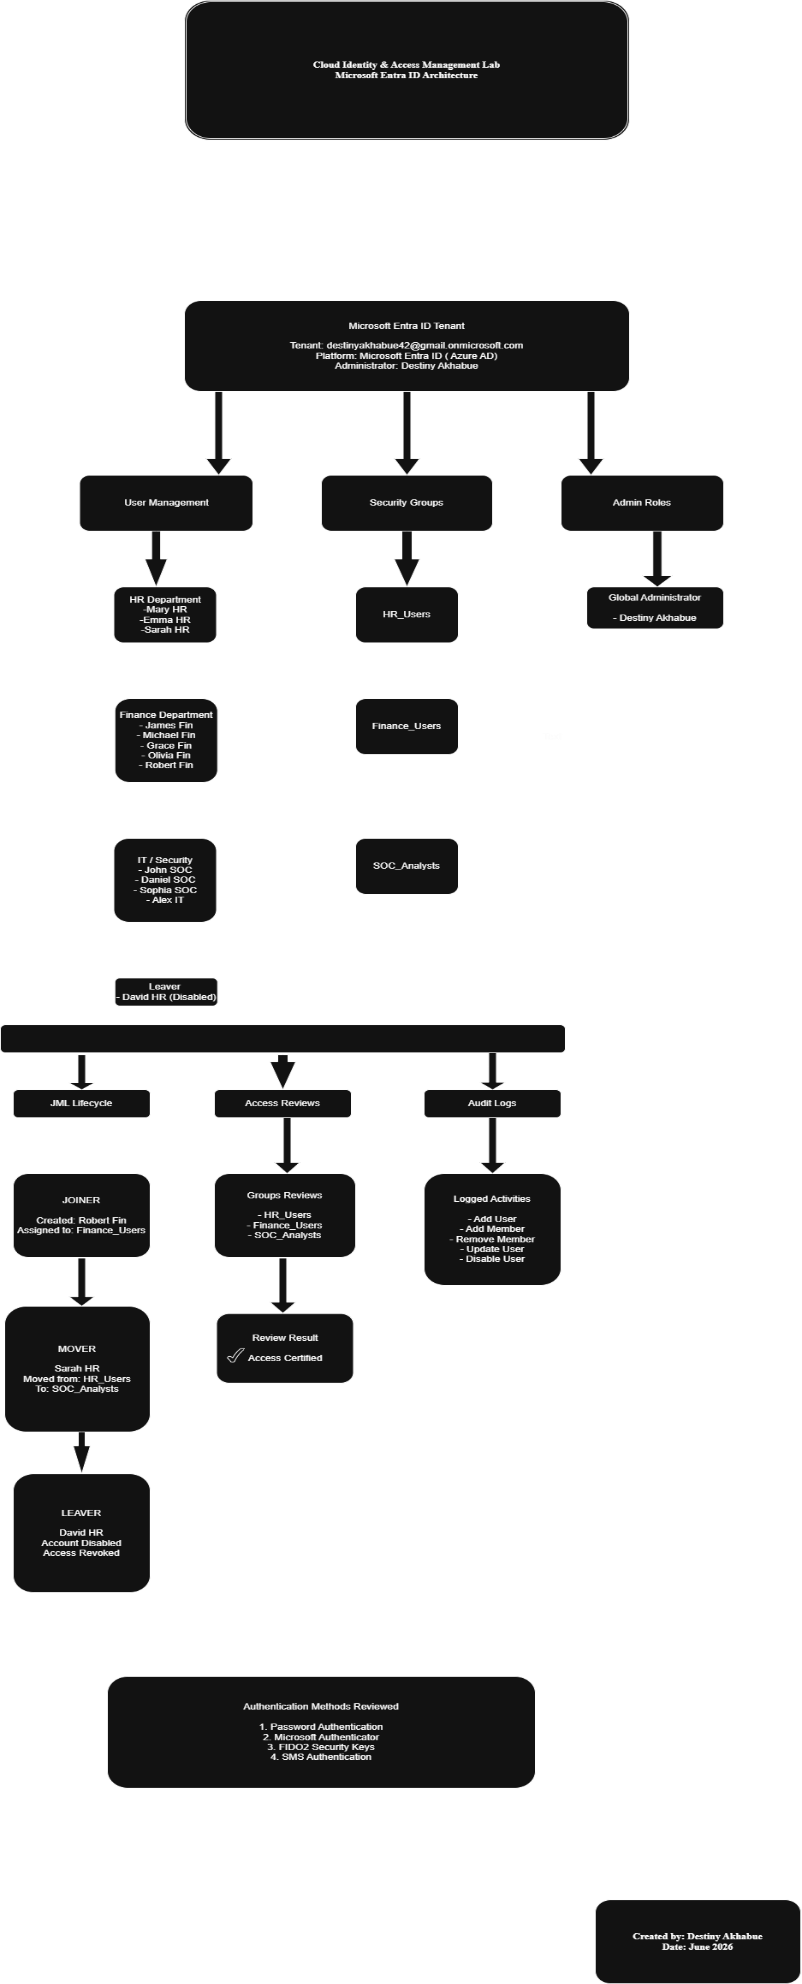 Cloud Identity & Access Management Lab
Microsoft Entra ID Architecture
Microsoft Entra ID Tenant
Tenant: destinyakhabue42@gmail.onmicrosoft.com
Platform: Microsoft Entra ID ( Azure AD)
Administrator: Destiny Akhabue
User Management
Security Groups
Admin Roles
HR Department
-Mary HR
-Emma HR
-Sarah HR
HR_Users
Global Administrator
- Destiny Akhabue
Finance Department
- James Fin
- Michael Fin
- Grace Fin
- Olivia Fin
- Robert Fin
Finance_Users
IT / Security
- John SOC
- Daniel SOC
- Sophia SOC
- Alex IT
SOC_Analysts
Leaver
- David HR (Disabled)
JML Lifecycle
Access Reviews
Audit Logs
JOINER
Created: Robert Fin
Assigned to: Finance_Users
Groups Reviews
- HR_Users
- Finance_Users
- SOC_Analysts
Logged Activities
- Add User
- Add Member
- Remove Member
- Update User
- Disable User
MOVER
Sarah HR
Moved from: HR_Users
To: SOC_Analysts
Review Result
Access Certified
LEAVER
David HR
Account Disabled
Access Revoked
Authentication Methods Reviewed
1. Password Authentication
2. Microsoft Authenticator
3. FIDO2 Security Keys
4. SMS Authentication
Created by: Destiny Akhabue
Date: June 2026